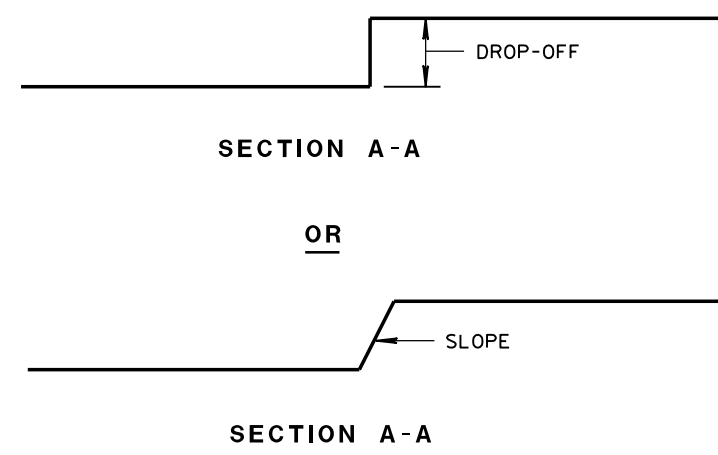 DROP-OFF
SECTION A-A
OR
SLOPE
SECTION A-A